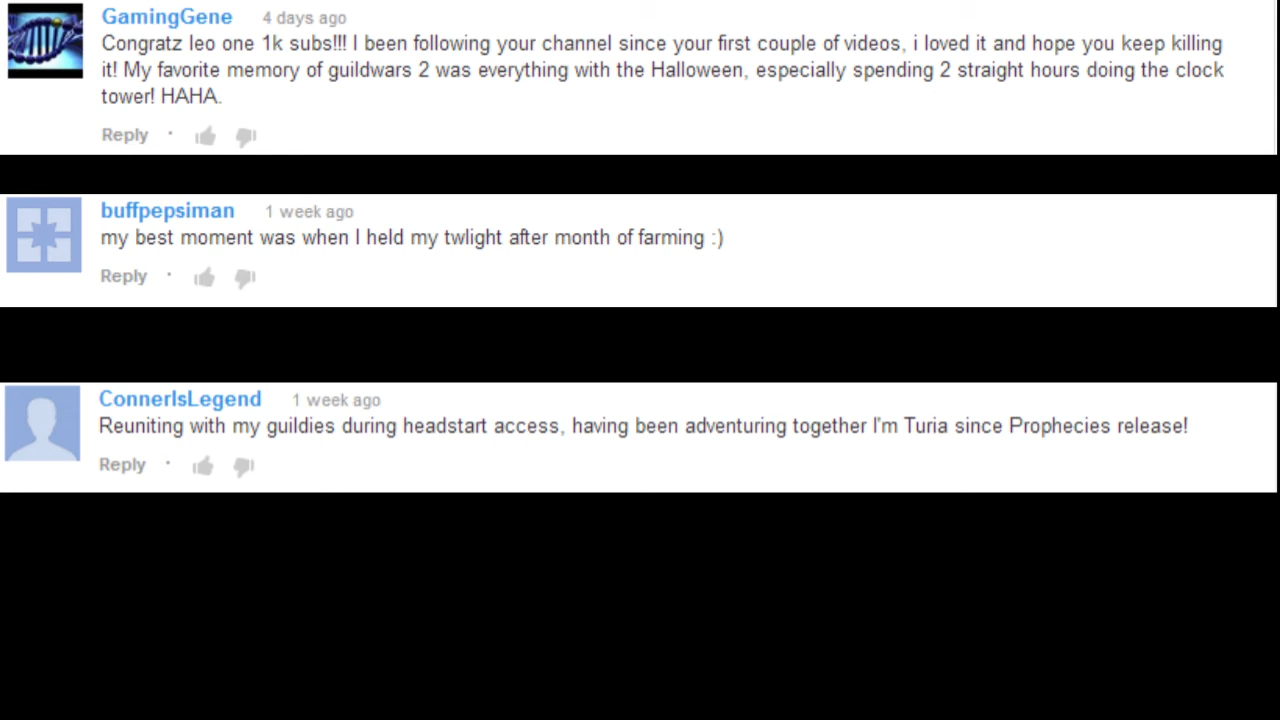 GamingGene 4 days ago
Congratz leo one 1k subs!!! I been following your channel since your first couple of videos, i loved it and hope you keep killing
it! My favorite memory of guildwars 2 was everything with the Halloween, especially spending 2 straight hours doing the clock
tower! HAHA.
Reply ·
buffpepsiman 1 week ago
my best moment was when I held my twlight after month of farming :)
Reply ·
ConnerIsLegend 1 week ago
Reuniting with my guildies during headstart access, having been adventuring together I'm Turia since Prophecies release!
Reply ·